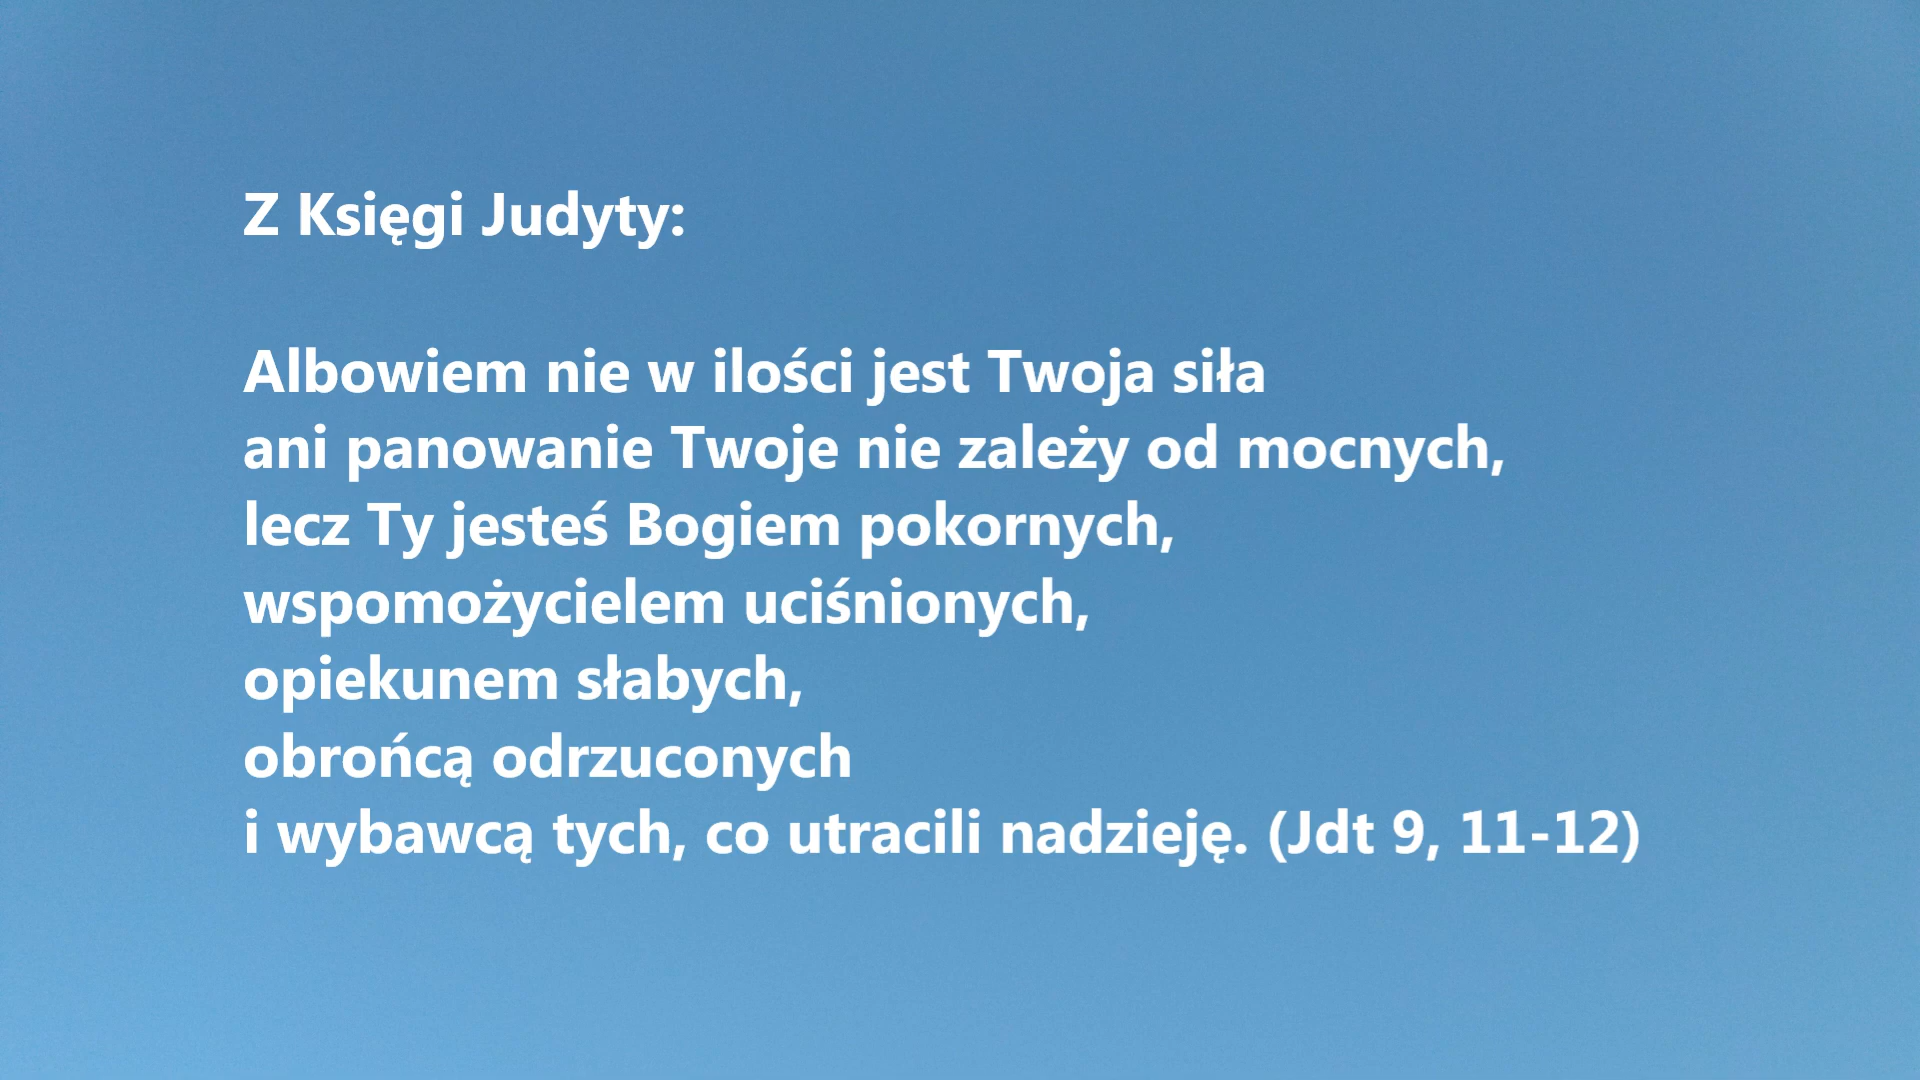 Z Księgi Judyty:
Albowiem nie w ilości jest Twoja siła
ani panowanie Twoje nie zależy od mocnych,
lecz Ty jesteś Bogiem pokornych,
wspomożycielem uciśnionych,
opiekunem słabych,
obrońcą odrzuconych
i wybawcą tych, co utracili nadzieję. (Jdt 9, 11-12)